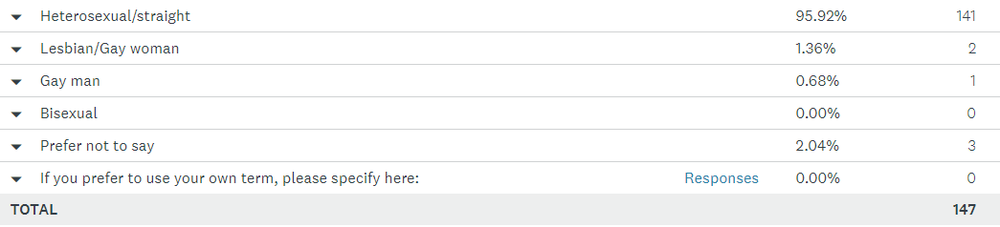 Heterosexual/straight 95.92% 141
Lesbian/Gay woman 1.36% 2
Gay man 0.68% 1
Bisexual 0.00% 0
Prefer not to say 2.04% 3
If you prefer to use your own term, please specify here: Responses 0.00% 0
TOTAL 147